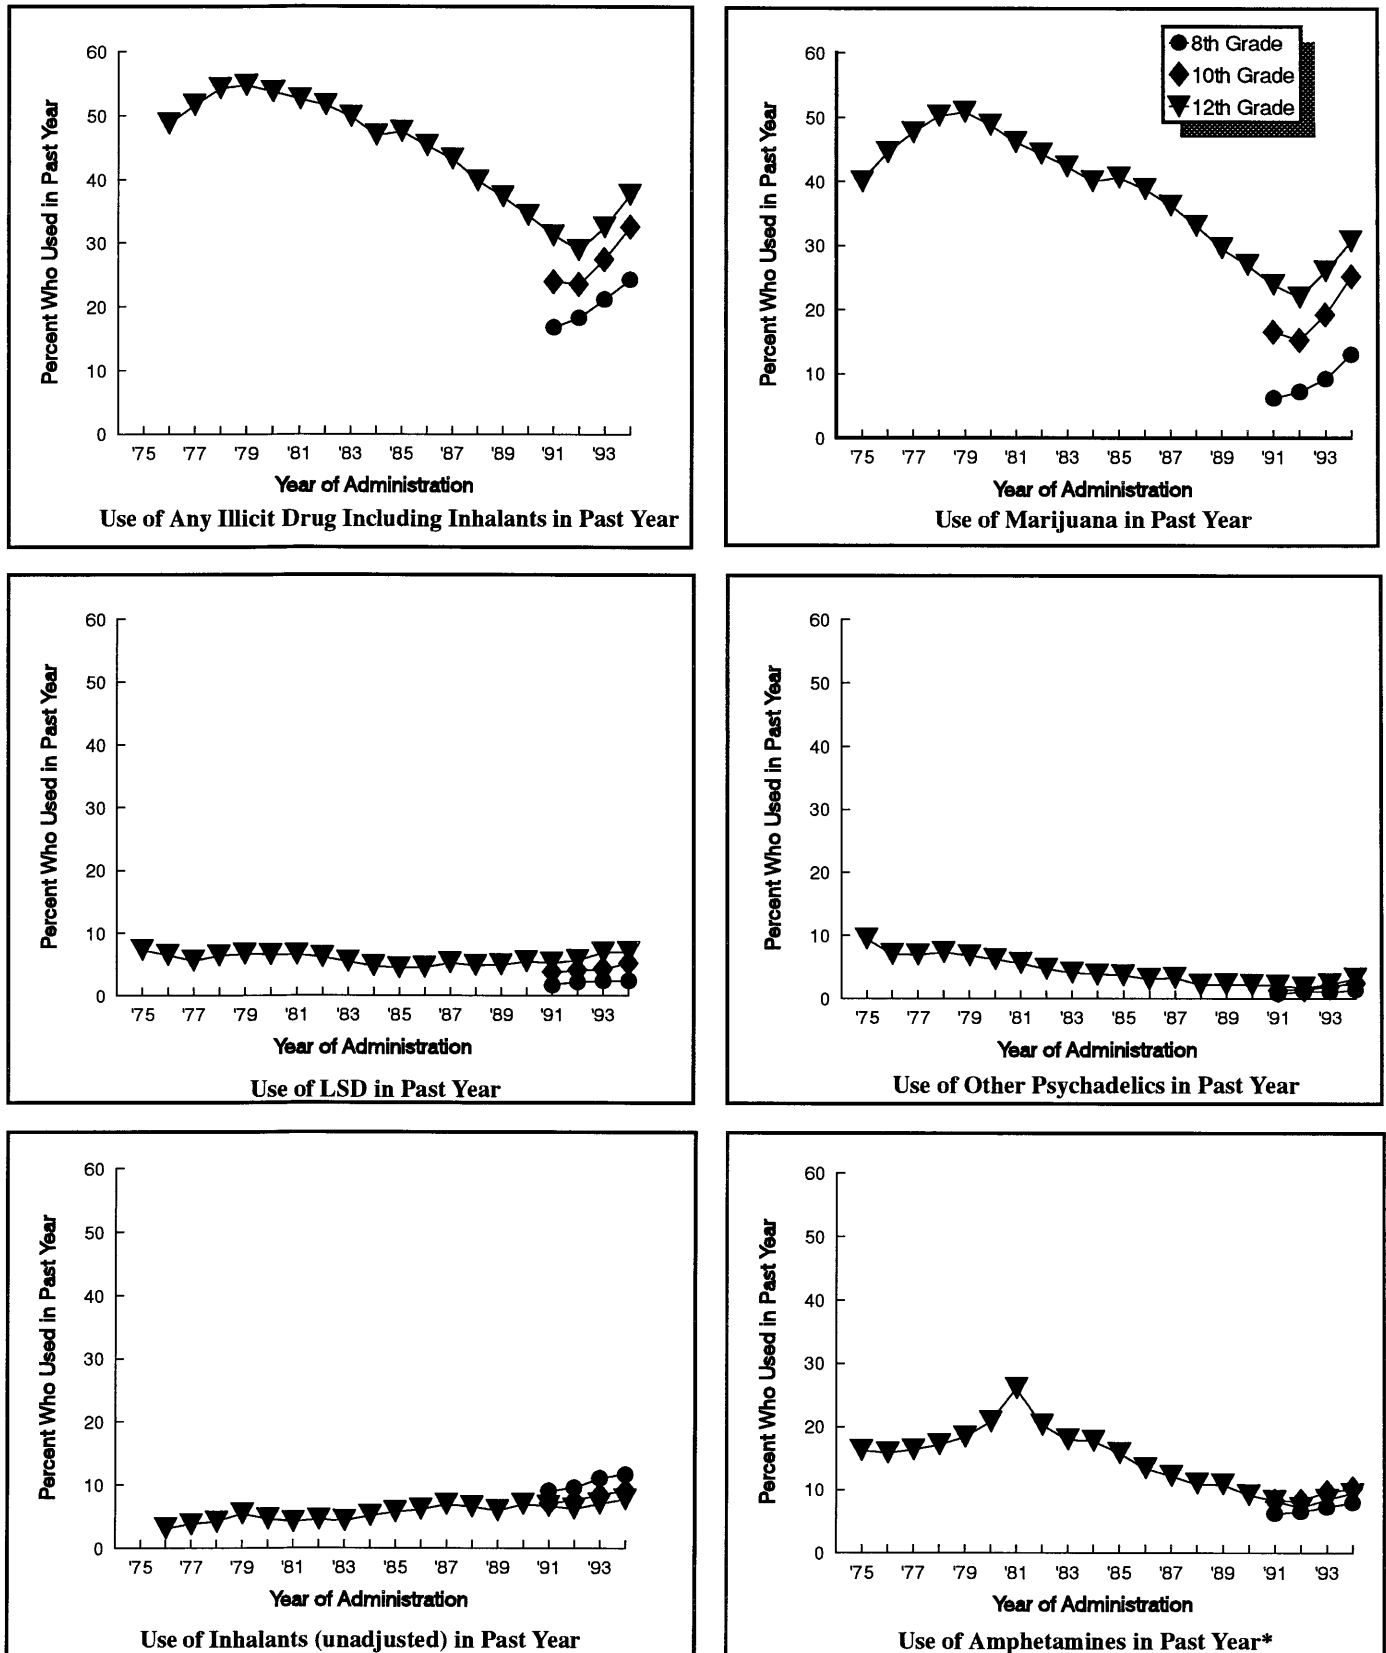 60
50
40
30
20
10
0
Percent Who Used in Past Year
'75 '77 '79 '81 '83 '85 '87 '89 '91 '93
Year of Administration
Use of Any Illicit Drug Including Inhalants in Past Year
8th Grade
10th Grade
12th Grade
60
50
40
30
20
10
0
Percent Who Used in Past Year
'75 '77 '79 '81 '83 '85 '87 '89 '91 '93
Year of Administration
Use of Marijuana in Past Year
60
50
40
30
20
10
0
Percent Who Used in Past Year
'75 '77 '79 '81 '83 '85 '87 '89 '91 '93
Year of Administration
Use of LSD in Past Year
60
50
40
30
20
10
0
Percent Who Used in Past Year
'75 '77 '79 '81 '83 '85 '87 '89 '91 '93
Year of Administration
Use of Other Psychadelics in Past Year
60
50
40
30
20
10
0
Percent Who Used in Past Year
'75 '77 '79 '81 '83 '85 '87 '89 '91 '93
Year of Administration
Use of Inhalants (unadjusted) in Past Year
60
50
40
30
20
10
0
Percent Who Used in Past Year
'75 '77 '79 '81 '83 '85 '87 '89 '91 '93
Year of Administration
Use of Amphetamines in Past Year*